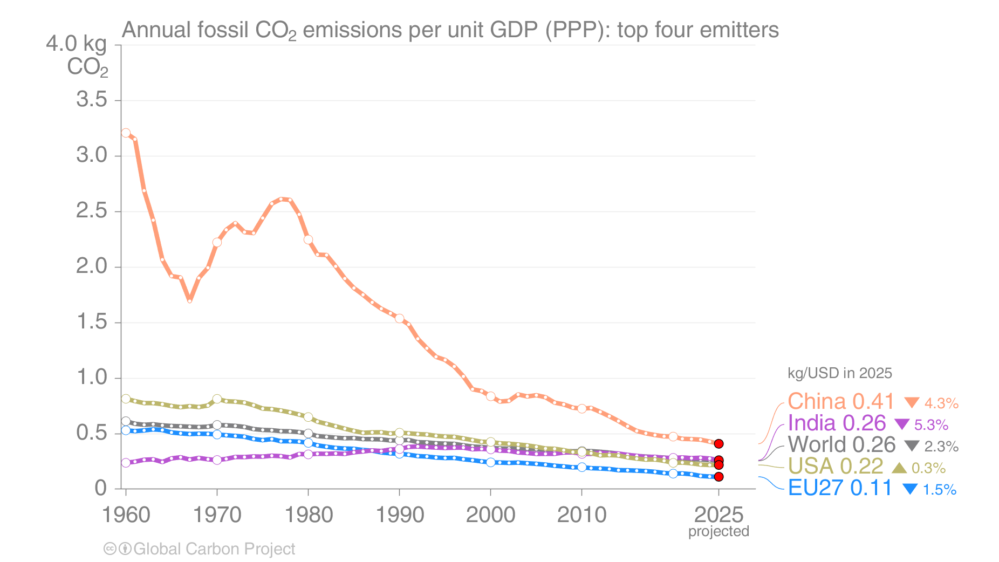 Annual fossil CO₂ emissions per unit GDP (PPP): top four emitters
4.0 kg
CO₂
3.5
3.0
2.5
2.0
1.5
1.0
0.5
0
1960 1970 1980 1990 2000 2010 2025
projected
kg/USD in 2025
China 0.41 ▼ 4.3%
India 0.26 ▼ 5.3%
World 0.26 ▼ 2.3%
USA 0.22 ▲ 0.3%
EU27 0.11 ▼ 1.5%
cc Global Carbon Project